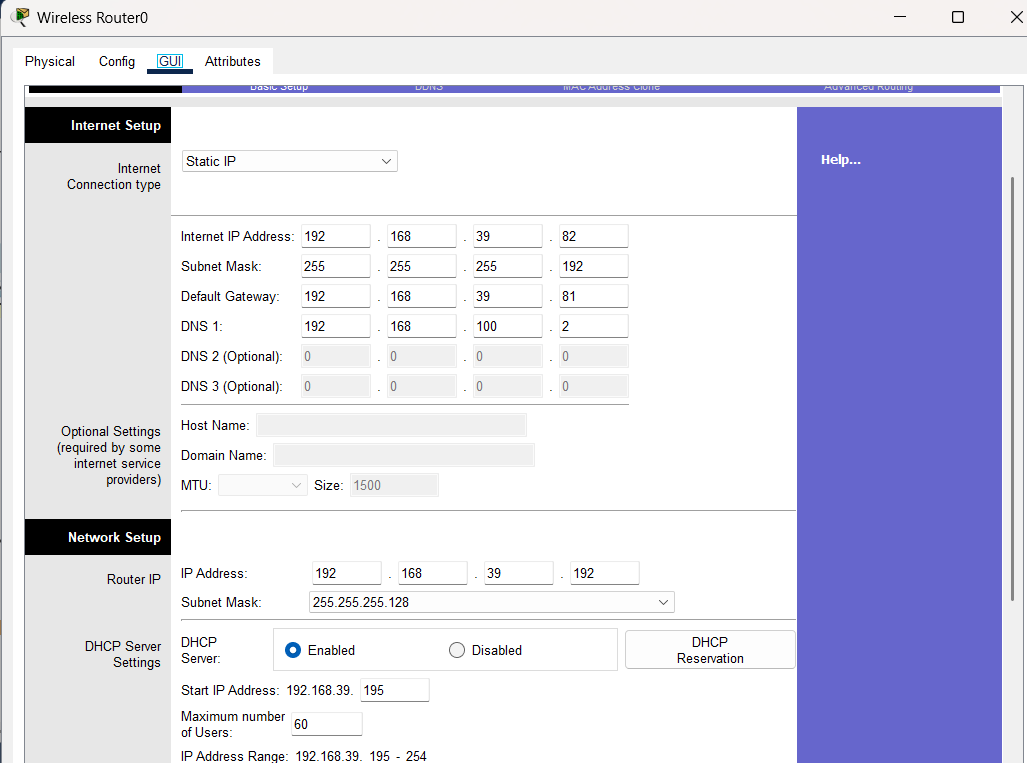 Wireless Router0
Physical Config GUI Attributes
Basic Setup DDNS MAC Address Clone Advanced Routing
Internet Setup
Help...
Internet
Connection type
Static IP
Internet IP Address: 192 . 168 . 39 . 82
Subnet Mask: 255 . 255 . 255 . 192
Default Gateway: 192 . 168 . 39 . 81
DNS 1: 192 . 168 . 100 . 2
DNS 2 (Optional): 0 . 0 . 0 . 0
DNS 3 (Optional): 0 . 0 . 0 . 0
Optional Settings
(required by some
internet service
providers)
Host Name:
Domain Name:
MTU: Size: 1500
Network Setup
Router IP
IP Address: 192 . 168 . 39 . 192
Subnet Mask: 255.255.255.128
DHCP Server
Settings
DHCP
Server:
Enabled Disabled
DHCP
Reservation
Start IP Address: 192.168.39. 195
Maximum number
of Users:
60
IP Address Range: 192.168.39. 195 - 254